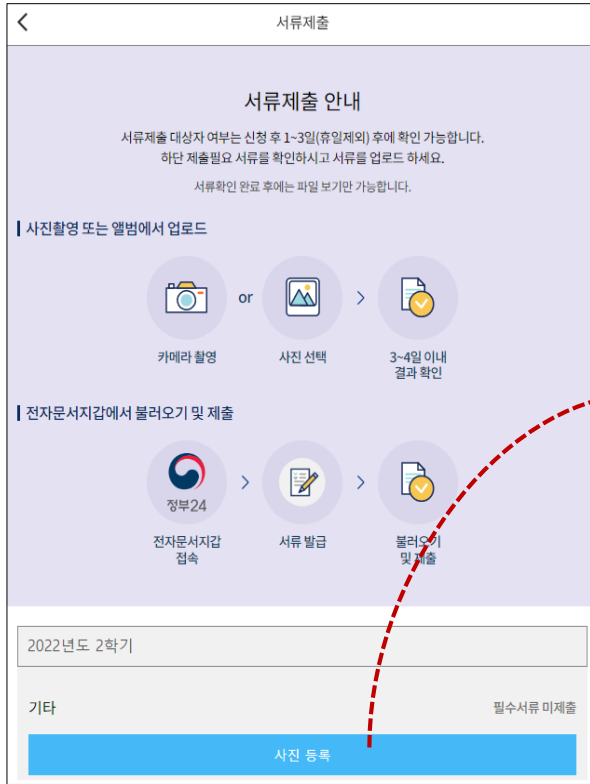 서류제출
서류제출 안내
서류제출 대상자 여부는 신청 후 1~3일(휴일제외) 후에 확인 가능합니다.
하단 제출필요 서류를 확인하시고 서류를 업로드 하세요.
서류확인 완료 후에는 파일 보기만 가능합니다.
사진촬영 또는 앨범에서 업로드
or
카메라 촬영
사진 선택
3~4일 이내
결과 확인
전자문서지갑에서 불러오기 및 제출
정부24
전자문서지갑
접속
서류 발급
불러오기
및 제출
2022년도 2학기
기타
필수서류 미제출
사진 등록